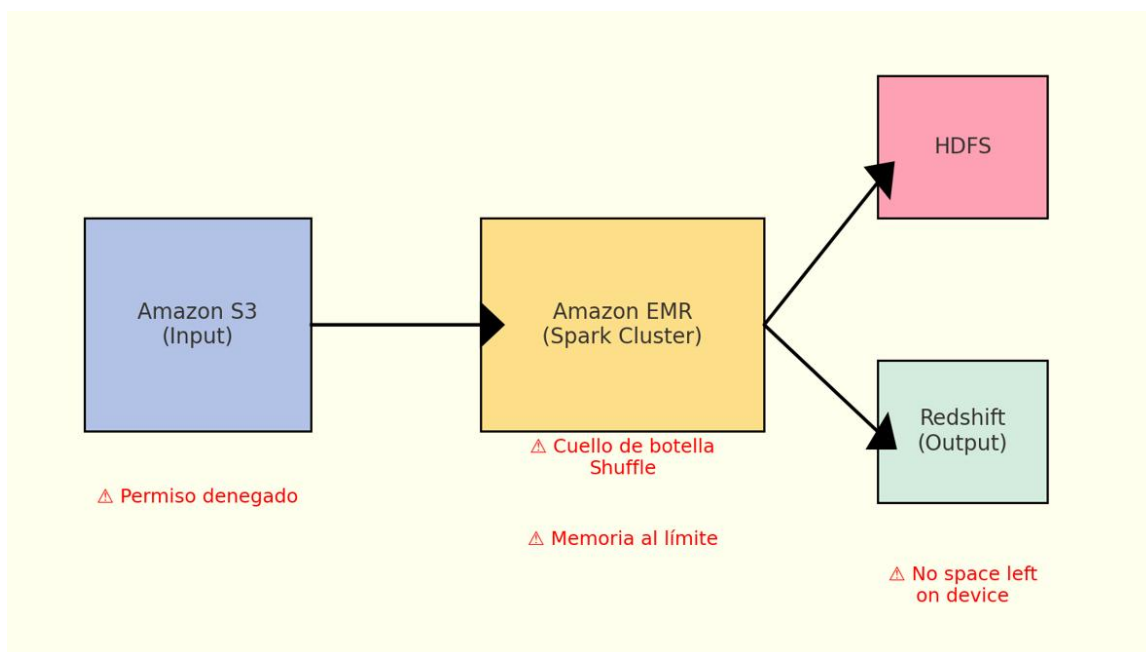 HDFS
Amazon S3
(Input)
Amazon EMR
(Spark Cluster)
Redshift
(Output)
⚠ Cuello de botella
Shuffle
⚠ Permiso denegado
⚠ Memoria al límite
⚠ No space left
on device